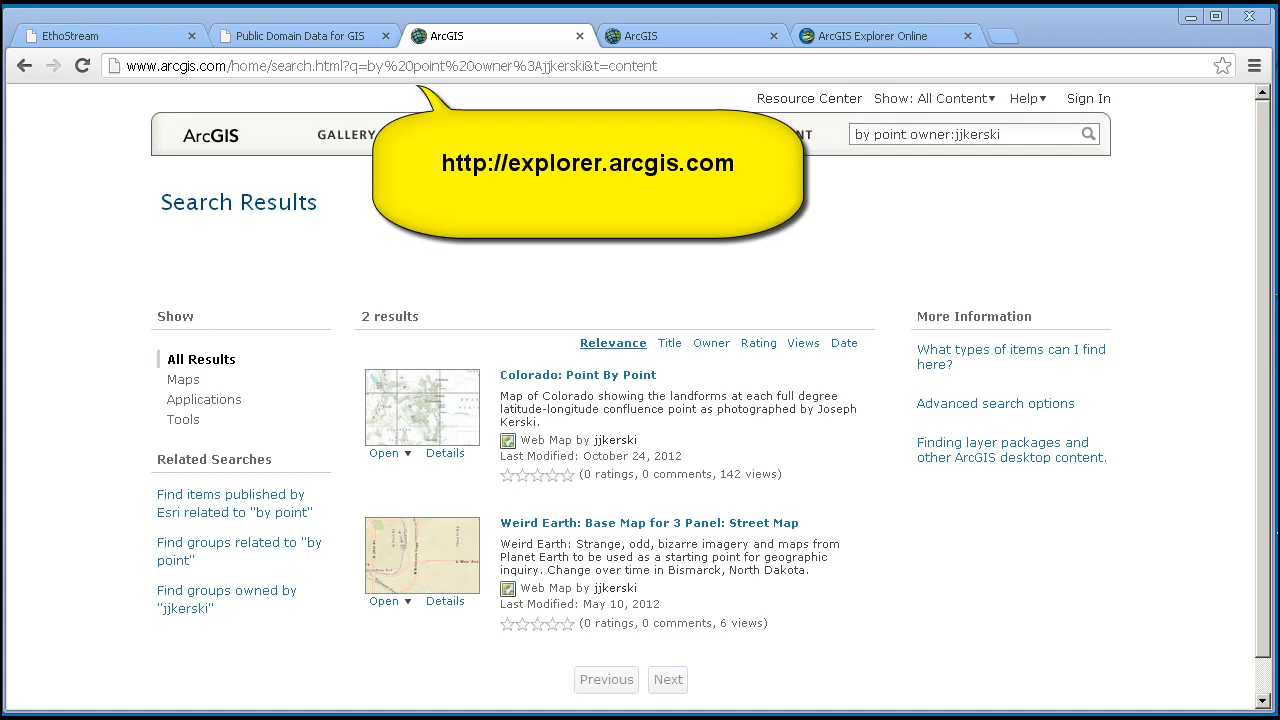 EthoStream
Public Domain Data for GIS
ArcGIS
ArcGIS
ArcGIS Explorer Online
www.arcgis.com/home/search.html?q=by%20point%20owner%3Ajjkerski&t=content
Resource Center Show: All Content Help Sign In
ArcGIS GALLERY NT by point owner:jjkerski
http://explorer.arcgis.com
Search Results
Show
All Results
Maps
Applications
Tools
Related Searches
Find items published by
Esri related to "by point"
Find groups related to "by
point"
Find groups owned by
"jjkerski"
2 results
Relevance Title Owner Rating Views Date
Colorado: Point By Point
Map of Colorado showing the landforms at each full degree
latitude-longitude confluence point as photographed by Joseph
Kerski.
Web Map by jjkerski
Last Modified: October 24, 2012
(0 ratings, 0 comments, 142 views)
Open Details
Weird Earth: Base Map for 3 Panel: Street Map
Weird Earth: Strange, odd, bizarre imagery and maps from
Planet Earth to be used as a starting point for geographic
inquiry. Change over time in Bismarck, North Dakota.
Web Map by jjkerski
Last Modified: May 10, 2012
(0 ratings, 0 comments, 6 views)
Open Details
Previous Next
More Information
What types of items can I find
here?
Advanced search options
Finding layer packages and
other ArcGIS desktop content.